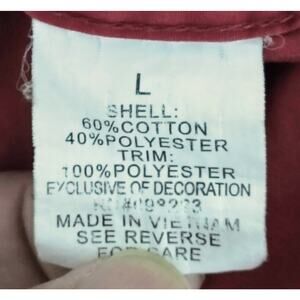 L
SHELL:
60%COTTON
40%POLYESTER
TRIM:
100%POLYESTER
EXCLUSIVE OF DECORATION
MADE IN VIETNAM
SEE REVERSE
FOR CARE